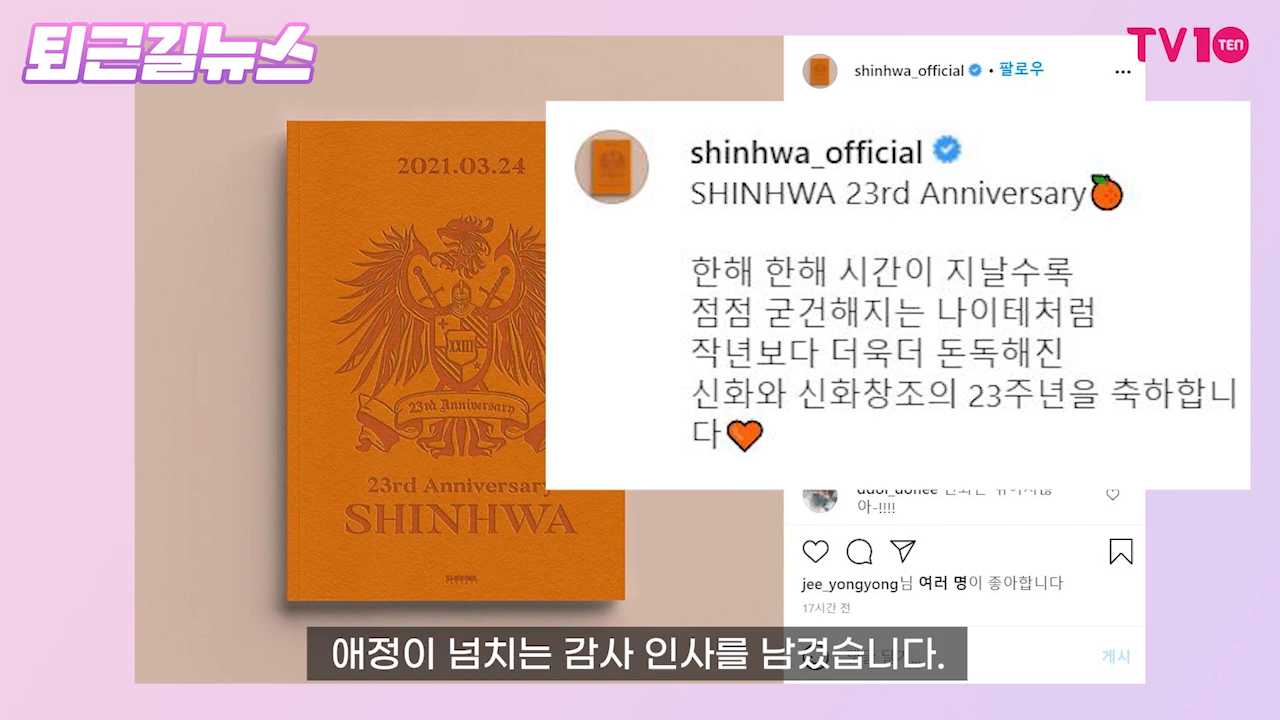 퇴근길뉴스
TV10 TEN
shinhwa_official • 팔로우
shinhwa_official
SHINHWA 23rd Anniversary
한해 한해 시간이 지날수록
점점 굳건해지는 나이테처럼
작년보다 더욱더 돈독해진
신화와 신화창조의 23주년을 축하합니
다
2021.03.24
XXIII
23rd Anniversary
23rd Anniversary
SHINHWA
SHINHWA
아-!!!!
jee_yongyong님 여러 명이 좋아합니다
17시간 전
게시
애정이 넘치는 감사 인사를 남겼습니다.